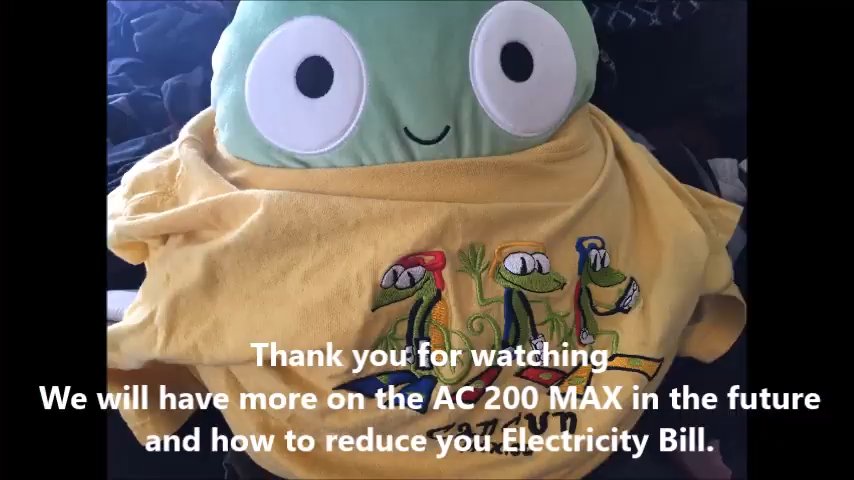 Thank you for watching
We will have more on the AC 200 MAX in the future
and how to reduce you Electricity Bill.
cancun